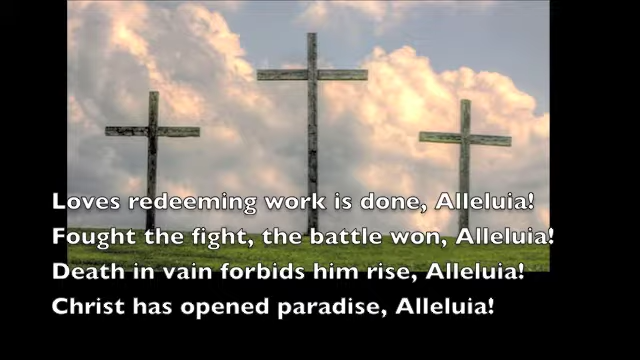 Loves redeeming work is done, Alleluia!
Fought the fight, the battle won, Alleluia!
Death in vain forbids him rise, Alleluia!
Christ has opened paradise, Alleluia!